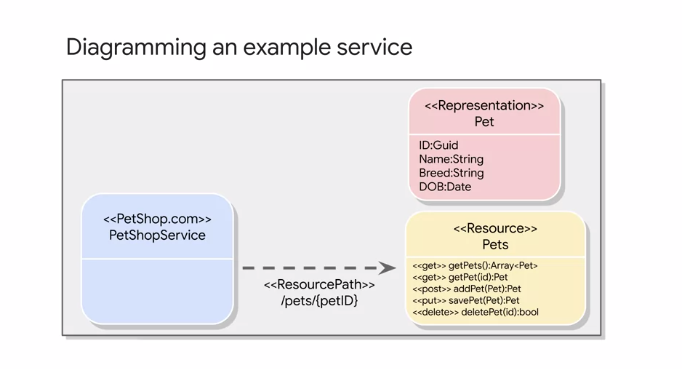 Diagramming an example service
<<Representation>>
Pet
ID:Guid
Name:String
Breed:String
DOB:Date
<<PetShop.com>>
PetShopService
<<ResourcePath>>
/pets/{petID}
<<Resource>>
Pets
<<get>> getPets():Array<Pet>
<<get>> getPet(id):Pet
<<post>> addPet(Pet):Pet
<<put>> savePet(Pet):Pet
<<delete>> deletePet(id):bool